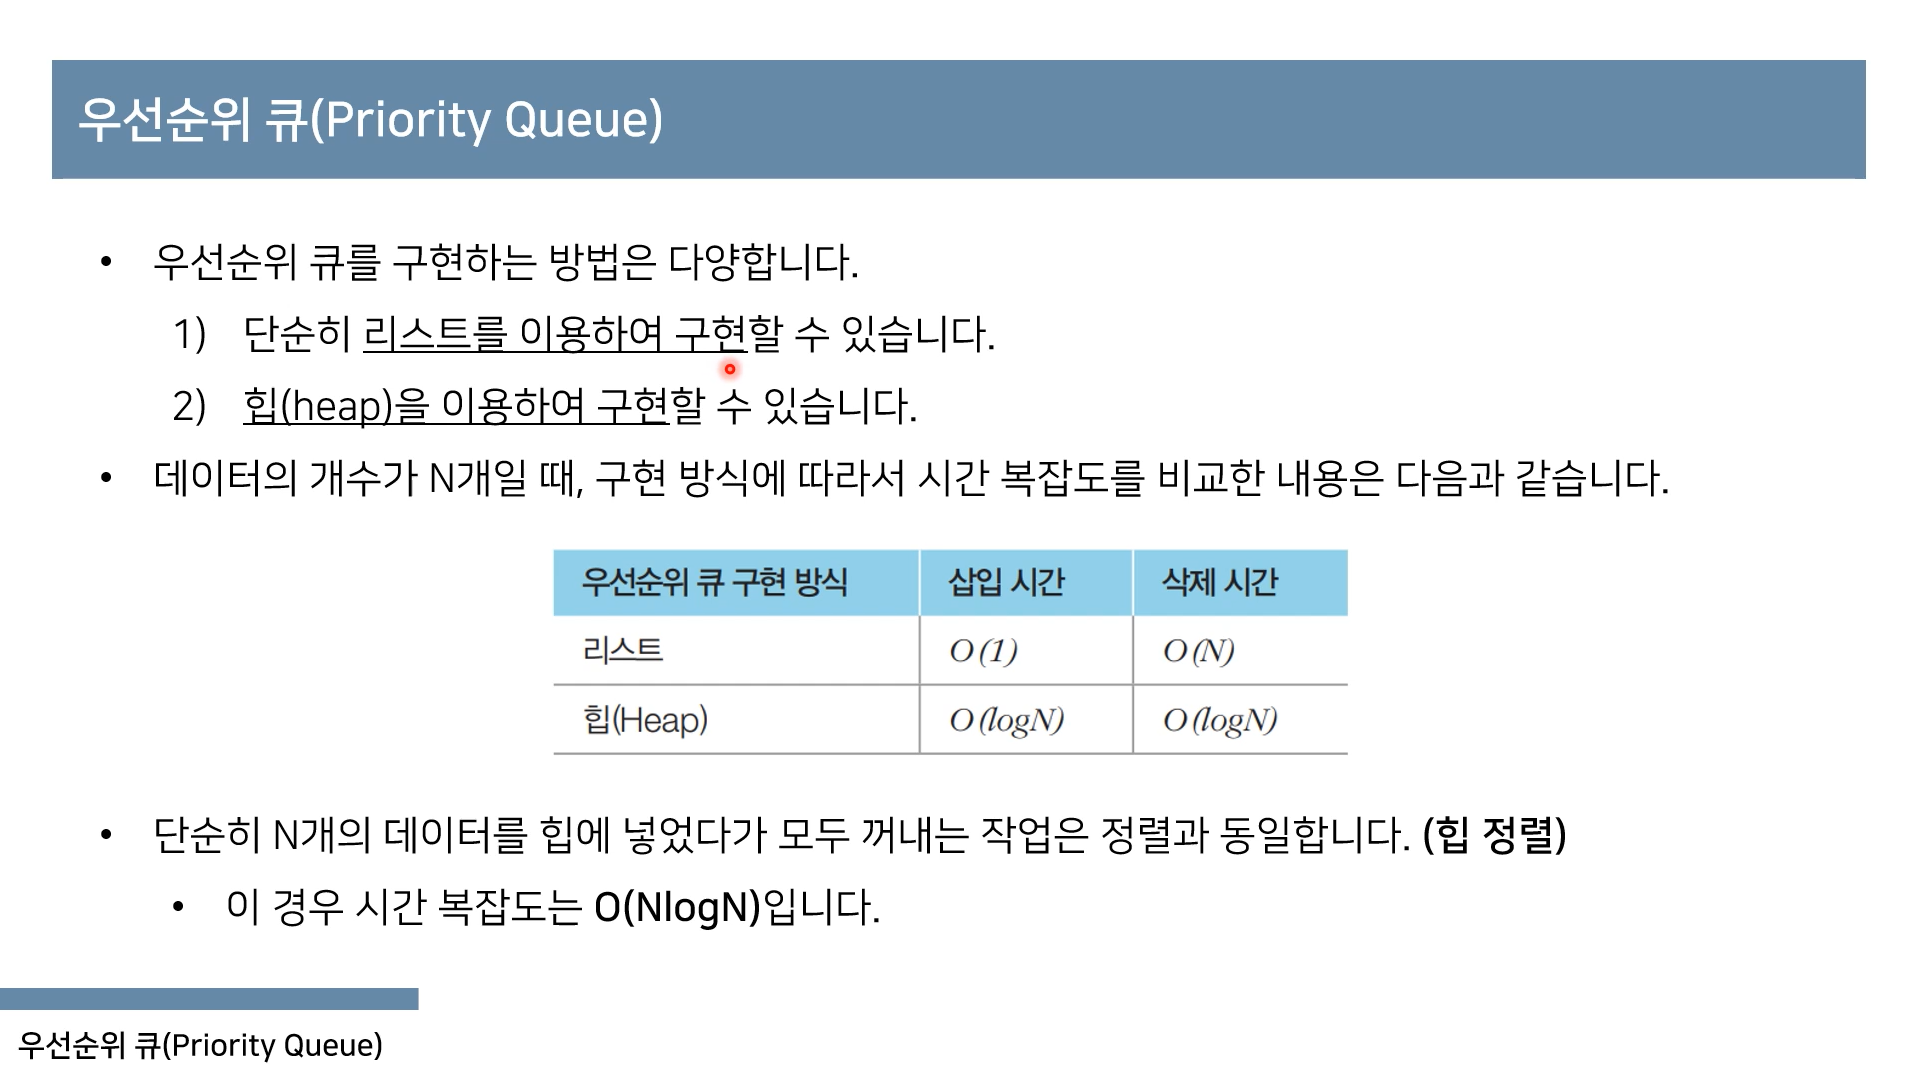 우선순위 큐(Priority Queue)
• 우선순위 큐를 구현하는 방법은 다양합니다.
1) 단순히 리스트를 이용하여 구현할 수 있습니다.
2) 힙(heap)을 이용하여 구현할 수 있습니다.
• 데이터의 개수가 N개일 때, 구현 방식에 따라서 시간 복잡도를 비교한 내용은 다음과 같습니다.
우선순위 큐 구현 방식 삽입 시간 삭제 시간
리스트 O(1) O(N)
힙(Heap) O(logN) O(logN)
• 단순히 N개의 데이터를 힙에 넣었다가 모두 꺼내는 작업은 정렬과 동일합니다. (힙 정렬)
• 이 경우 시간 복잡도는 O(NlogN)입니다.
우선순위 큐(Priority Queue)